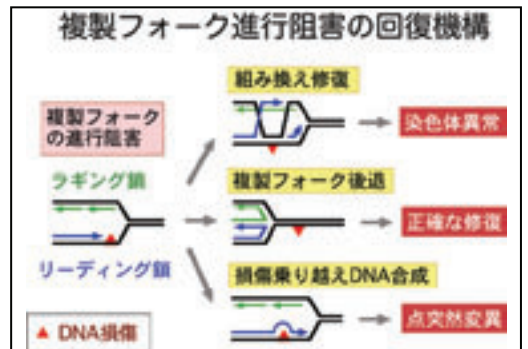 複製フォーク進行阻害の回復機構
組み換え修復
複製フォーク
の進行阻害
染色体異常
ラギング鎖
複製フォーク後退
正確な修復
リーディング鎖
損傷乗り越えDNA合成
点突然変異
▲ DNA損傷